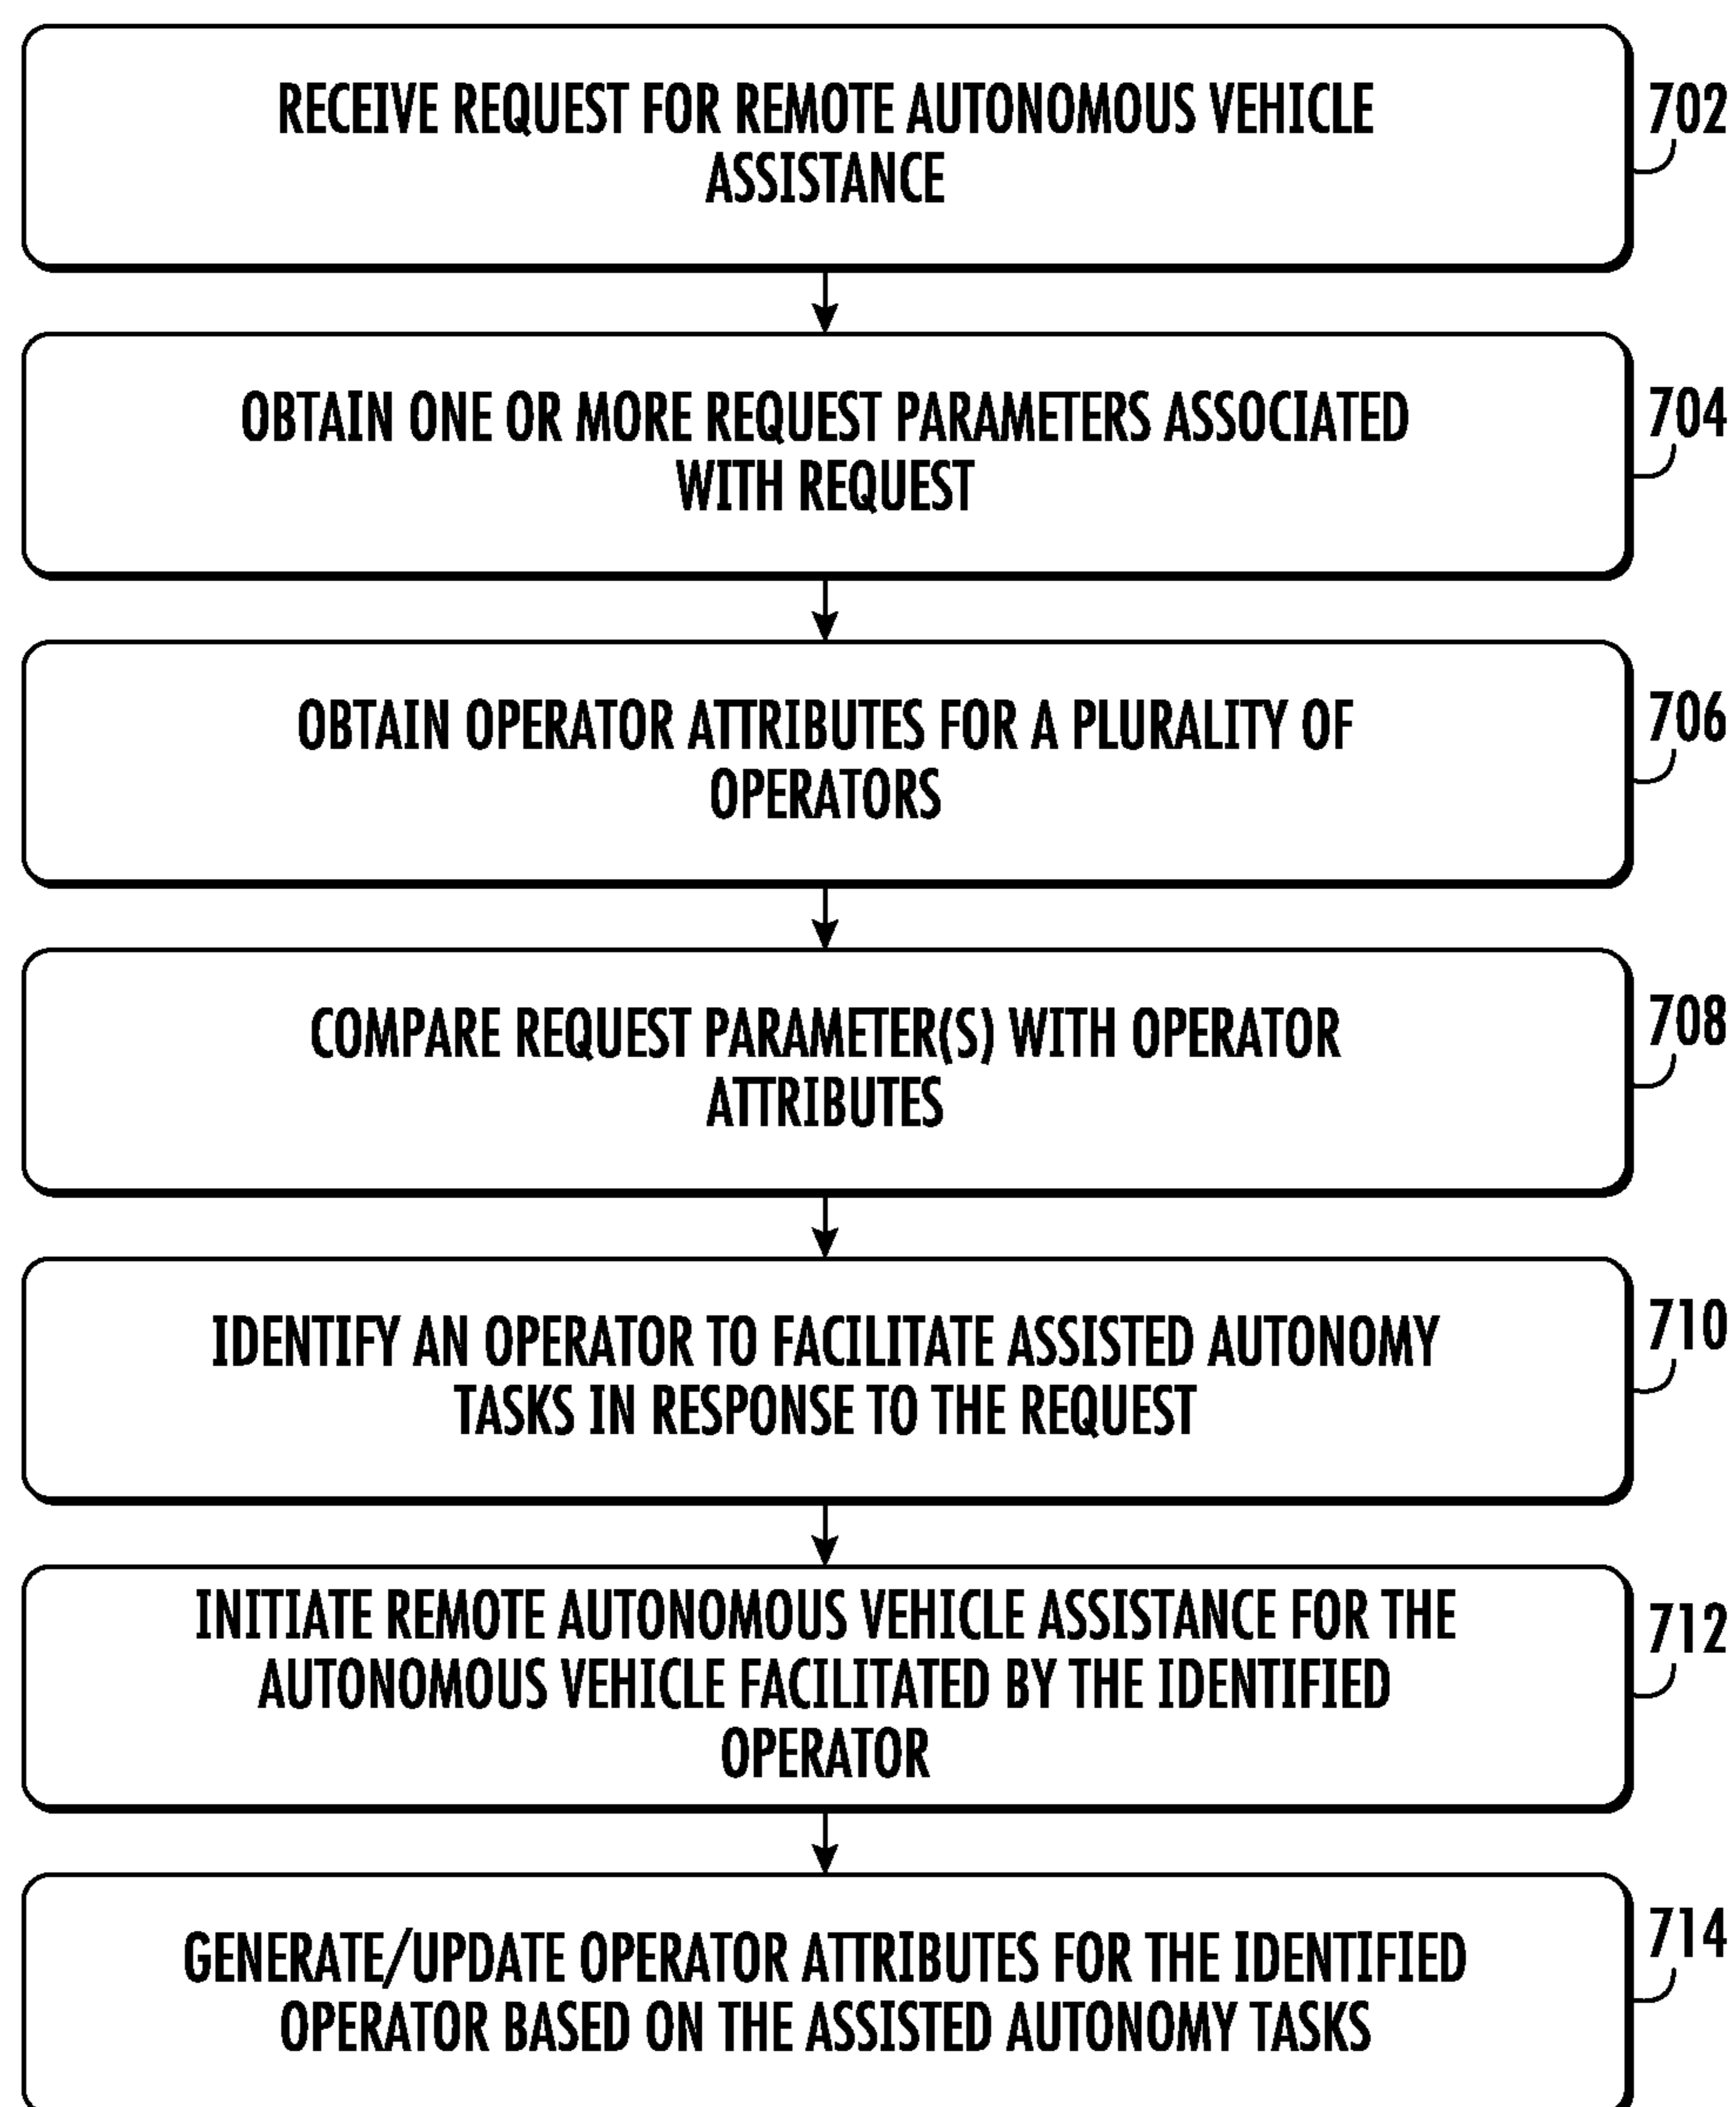 RECEIVE REQUEST FOR REMOTE AUTONOMOUS VEHICLE
ASSISTANCE
702
OBTAIN ONE OR MORE REQUEST PARAMETERS ASSOCIATED
WITH REQUEST
704
OBTAIN OPERATOR ATTRIBUTES FOR A PLURALITY OF
OPERATORS
706
COMPARE REQUEST PARAMETER(S) WITH OPERATOR
ATTRIBUTES
708
IDENTIFY AN OPERATOR TO FACILITATE ASSISTED AUTONOMY
TASKS IN RESPONSE TO THE REQUEST
710
INITIATE REMOTE AUTONOMOUS VEHICLE ASSISTANCE FOR THE
AUTONOMOUS VEHICLE FACILITATED BY THE IDENTIFIED
OPERATOR
712
GENERATE/UPDATE OPERATOR ATTRIBUTES FOR THE IDENTIFIED
OPERATOR BASED ON THE ASSISTED AUTONOMY TASKS
714